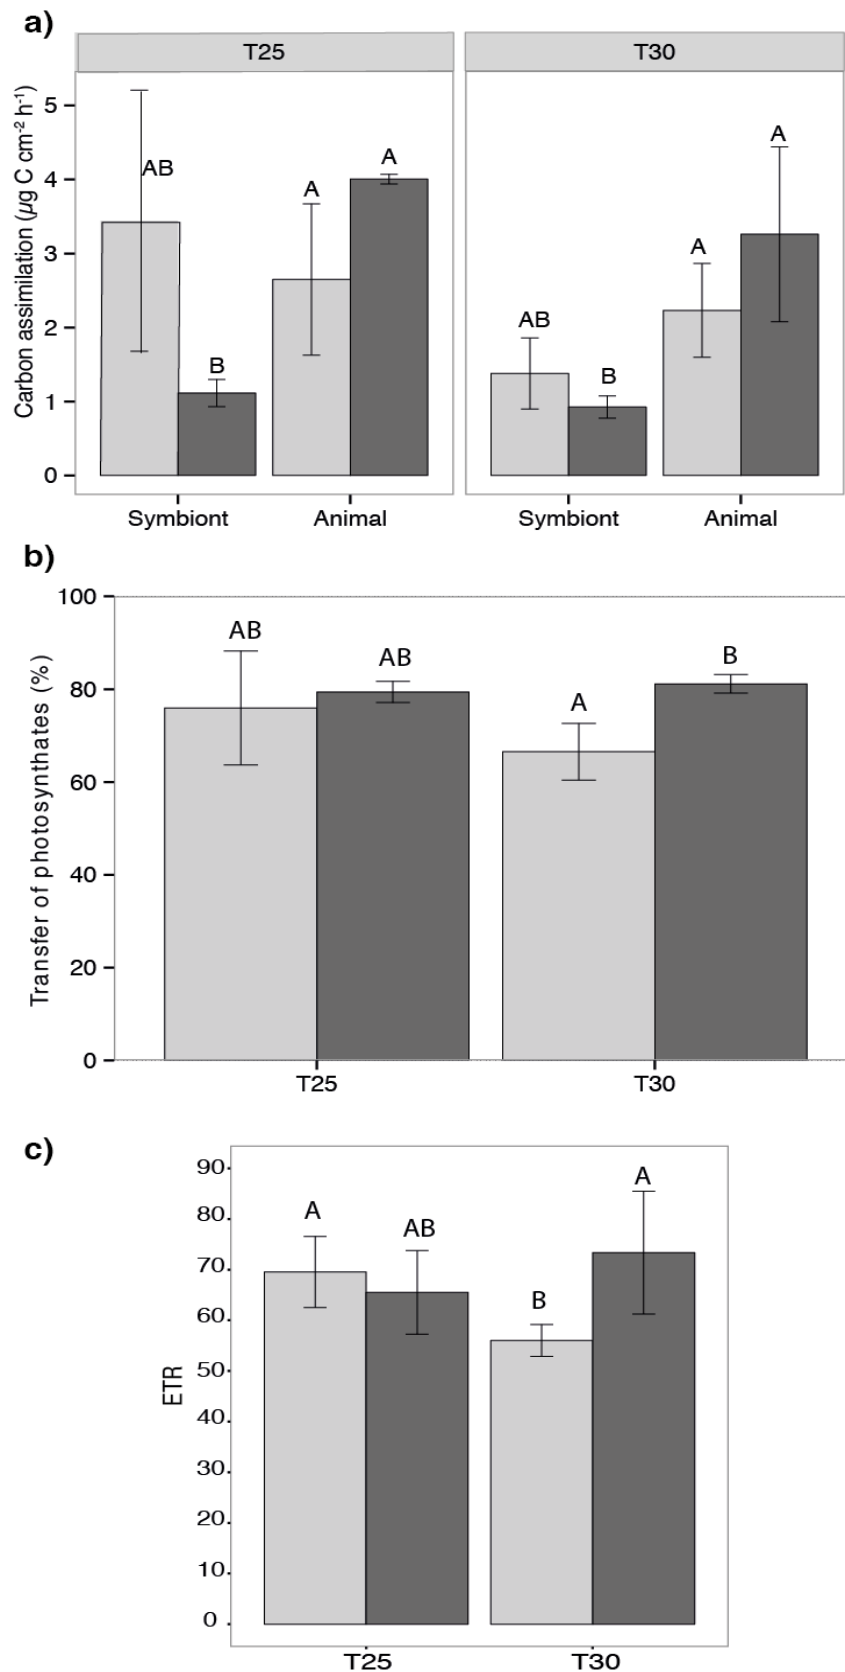 a)
T25 T30
Carbon assimilation (µg C cm⁻² h⁻¹)
5
4
3
2
1
0
AB
B
A
A
AB
B
A
A
Symbiont Animal Symbiont Animal
b)
Transfer of photosynthates (%)
100
80
60
40
20
0
AB
AB
A
B
T25 T30
c)
ETR
90
80
70
60
50
40
30
20
10
0
A
AB
B
A
T25 T30